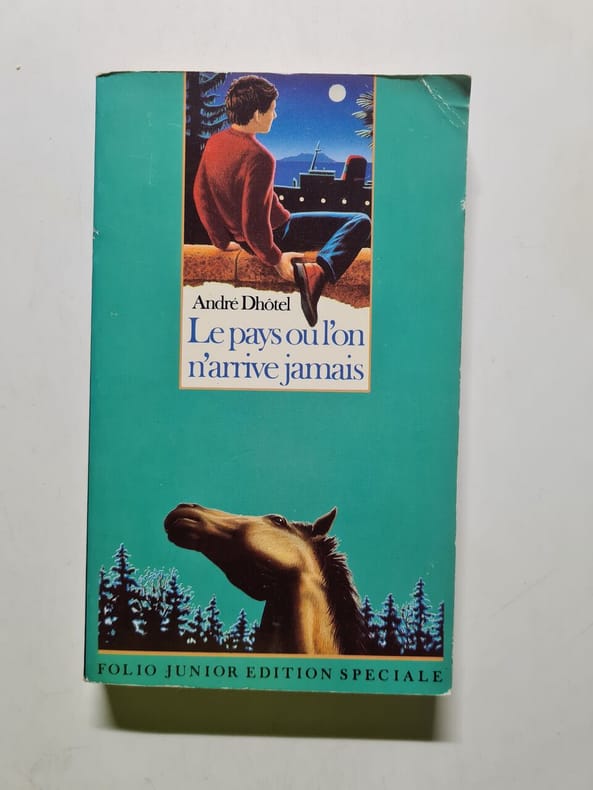 André Dhôtel
Le pays où l'on
n'arrive jamais
FOLIO JUNIOR EDITION SPECIALE